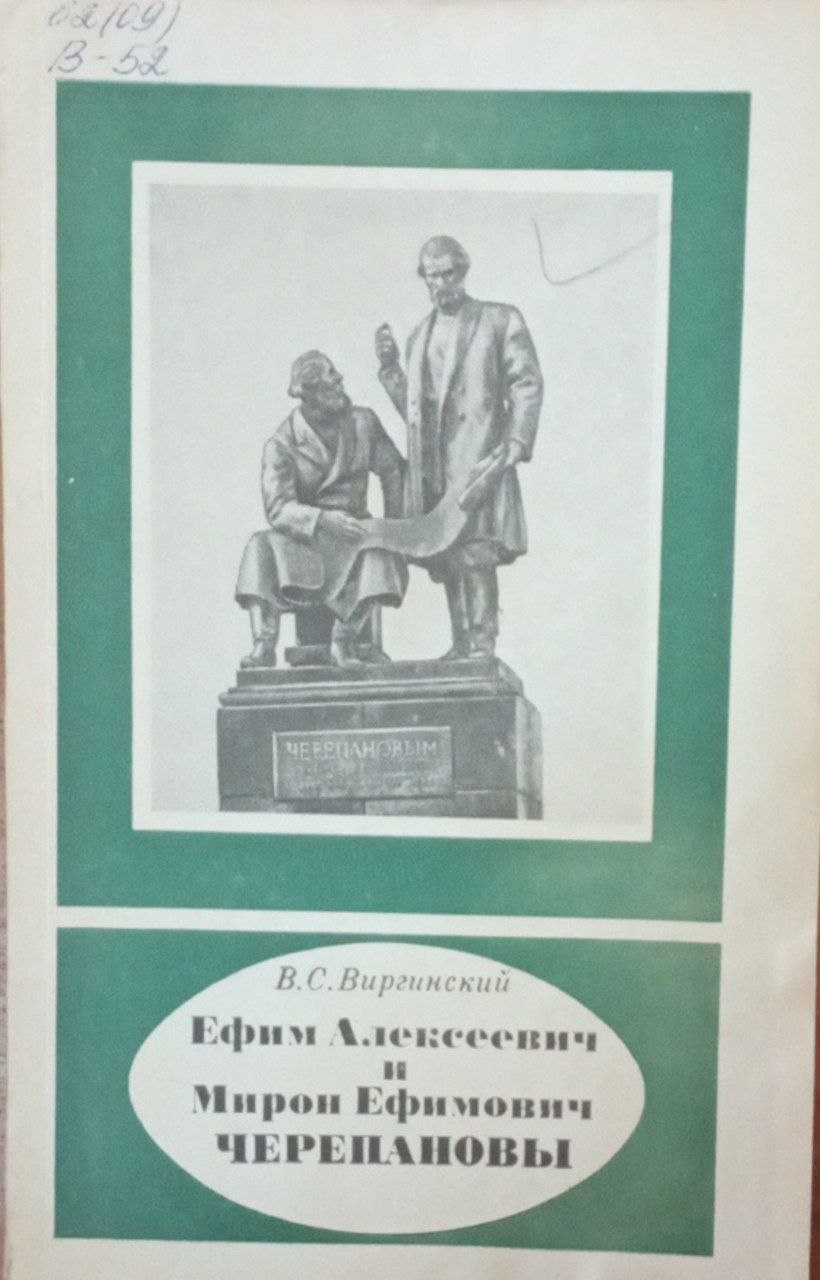 62(09)
В-52
ЧЕРЕПАНОВЫМ
В.С.Виргинский
Ефим Алексеевич
и
Мирон Ефимович
ЧЕРЕПАНОВЫ